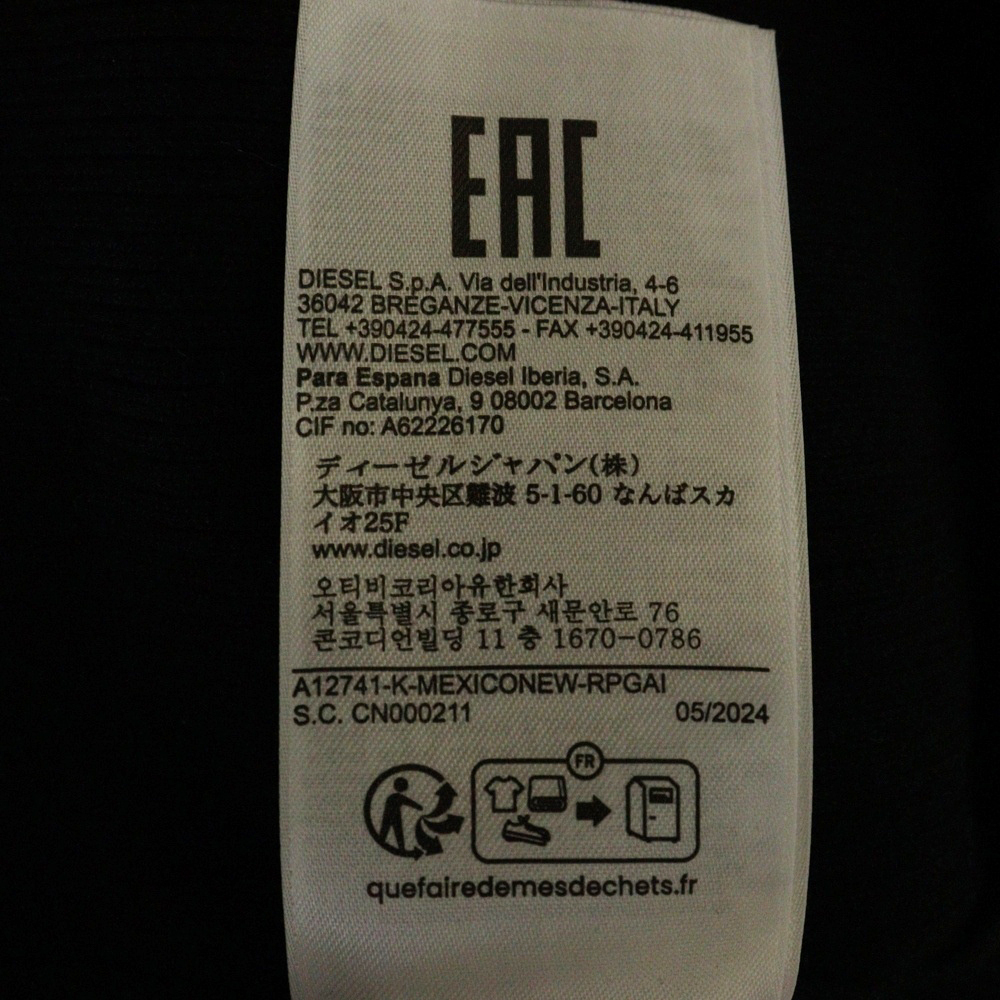 EAC
DIESEL S.p.A. Via dell'Industria, 4-6
36042 BREGANZE-VICENZA-ITALY
TEL +390424-477555 - FAX +390424-411955
WWW.DIESEL.COM
Para Espana Diesel Iberia, S.A.
P.za Catalunya, 9 08002 Barcelona
CIF no: A62226170
ディーゼルジャパン(株)
大阪市中央区難波 5-1-60 なんばスカ
イオ25F
www.diesel.co.jp
오티비코리아유한회사
서울특별시 종로구 새문안로 76
콘코디언빌딩 11 층 1670-0786
A12741-K-MEXICONEW-RPGAI
S.C. CN000211 05/2024
FR
quefairedemesdechets.fr